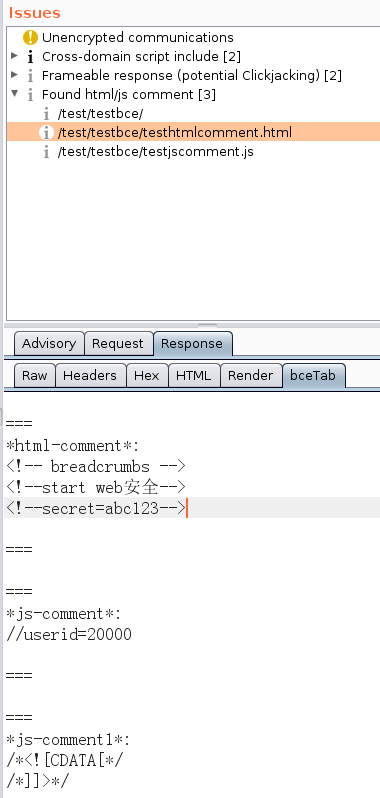 Issues
Unencrypted communications
Cross-domain script include [2]
Frameable response (potential Clickjacking) [2]
Found html/js comment [3]
/test/testbce/
/test/testbce/testhtmlcomment.html
/test/testbce/testjscomment.js
Advisory Request Response
Raw Headers Hex HTML Render bceTab
===
*html-comment*:
<!-- breadcrumbs -->
<!--start web安全-->
<!--secret=abc123-->
===
===
*js-comment*:
//userid=20000
===
===
*js-comment1*:
/*<![CDATA[*/
/*]]>*/